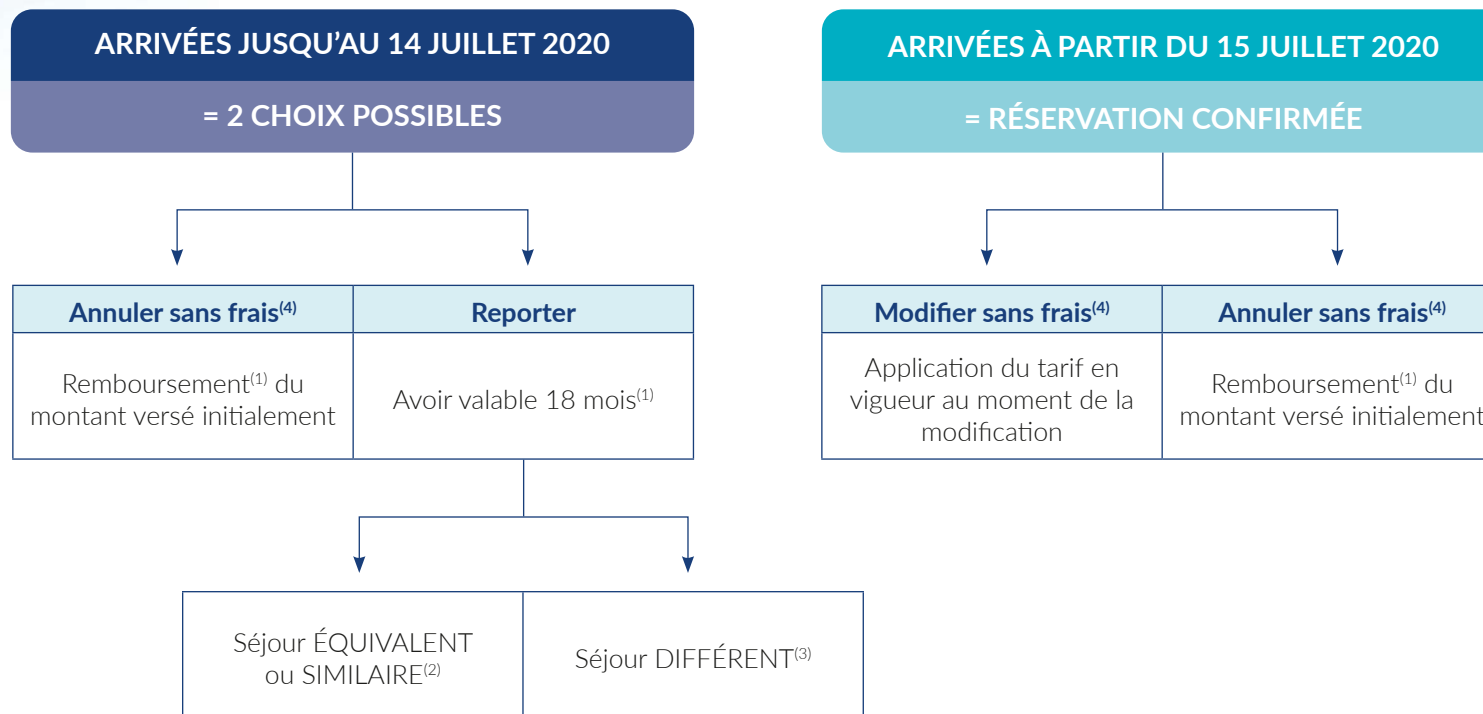 ARRIVÉES JUSQU'AU 14 JUILLET 2020
= 2 CHOIX POSSIBLES
Annuler sans frais(4)
Remboursement(1) du
montant versé initialement
Reporter
Avoir valable 18 mois(1)
Séjour ÉQUIVALENT
ou SIMILAIRE(2)
Séjour DIFFÉRENT(3)
ARRIVÉES À PARTIR DU 15 JUILLET 2020
= RÉSERVATION CONFIRMÉE
Modifier sans frais(4)
Application du tarif en
vigueur au moment de la
modification
Annuler sans frais(4)
Remboursement(1) du
montant versé initialement